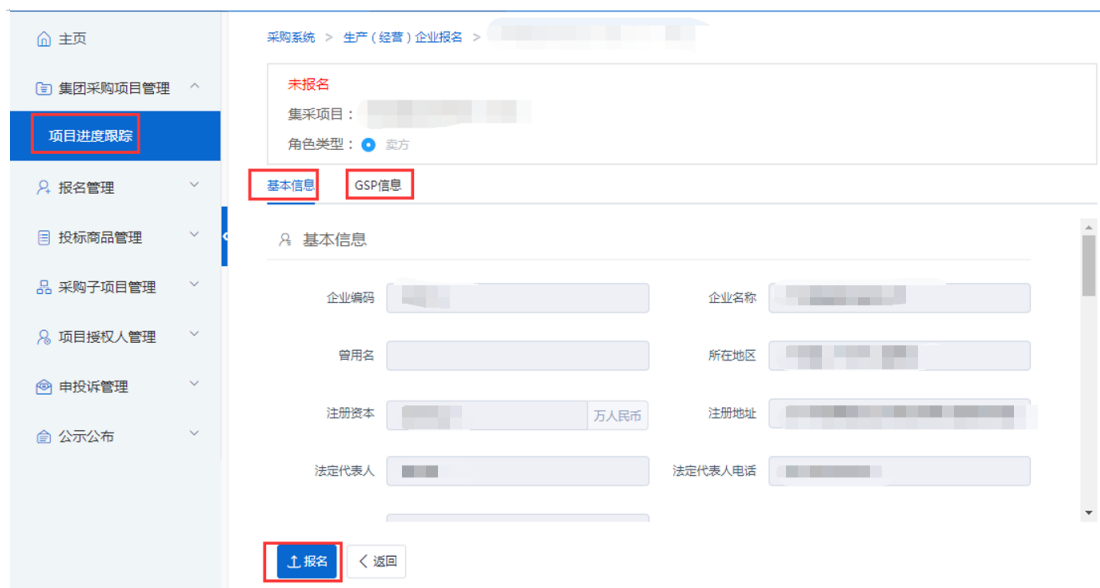 主页
集团采购项目管理
项目进度跟踪
报名管理
投标商品管理
采购子项目管理
项目授权人管理
申投诉管理
公示公布
采购系统 > 生产（经营）企业报名 >
未报名
集采项目：
角色类型： 卖方
基本信息 GSP信息
基本信息
企业编码 企业名称
曾用名 所在地区
注册资本 万人民币 注册地址
法定代表人 法定代表人电话
报名 返回